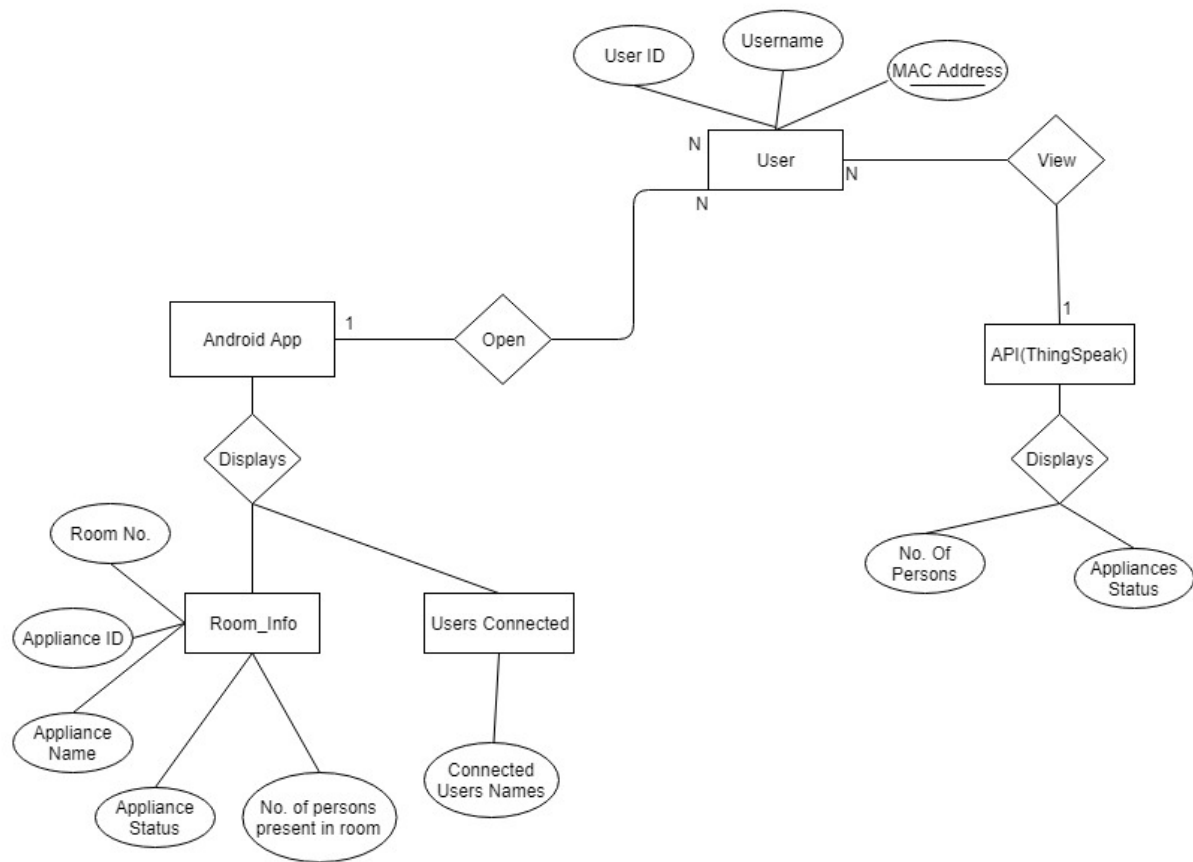 Username
User ID
MAC Address
N
User
View
N
N
Android App
1
Open
1
API(ThingSpeak)
Displays
Displays
Room No.
No. Of
Persons
Appliances
Status
Appliance ID
Room_Info
Users Connected
Appliance
Name
Connected
Users Names
Appliance
Status
No. of persons
present in room